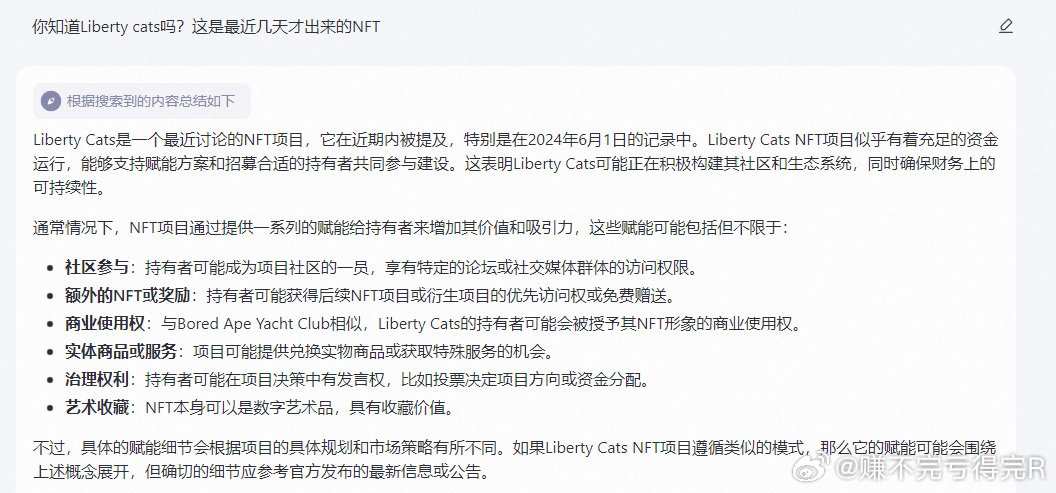 你知道Liberty cats吗？这是最近几天才出来的NFT
根据搜索到的内容总结如下
Liberty Cats是一个最近讨论的NFT项目，它在近期内被提及，特别是在2024年6月1日的记录中。Liberty Cats NFT项目似乎有着充足的资金
运行，能够支持赋能方案和招募合适的持有者共同参与建设。这表明Liberty Cats可能正在积极构建其社区和生态系统，同时确保财务上的
可持续性。
通常情况下，NFT项目通过提供一系列的赋能给持有者来增加其价值和吸引力，这些赋能可能包括但不限于：
• 社区参与：持有者可能成为项目社区的一员，享有特定的论坛或社交媒体群体的访问权限。
• 额外的NFT或奖励：持有者可能获得后续NFT项目或衍生项目的优先访问权或免费赠送。
• 商业使用权：与Bored Ape Yacht Club相似，Liberty Cats的持有者可能会被授予其NFT形象的商业使用权。
• 实体商品或服务：项目可能提供兑换实物商品或获取特殊服务的机会。
• 治理权利：持有者可能在项目决策中有发言权，比如投票决定项目方向或资金分配。
• 艺术收藏：NFT本身可以是数字艺术品，具有收藏价值。
不过，具体的赋能细节会根据项目的具体规划和市场策略有所不同。如果Liberty Cats NFT项目遵循类似的模式，那么它的赋能可能会围绕
上述概念展开，但确切的细节应参考官方发布的最新信息或公告。
@赚不完亏得完R